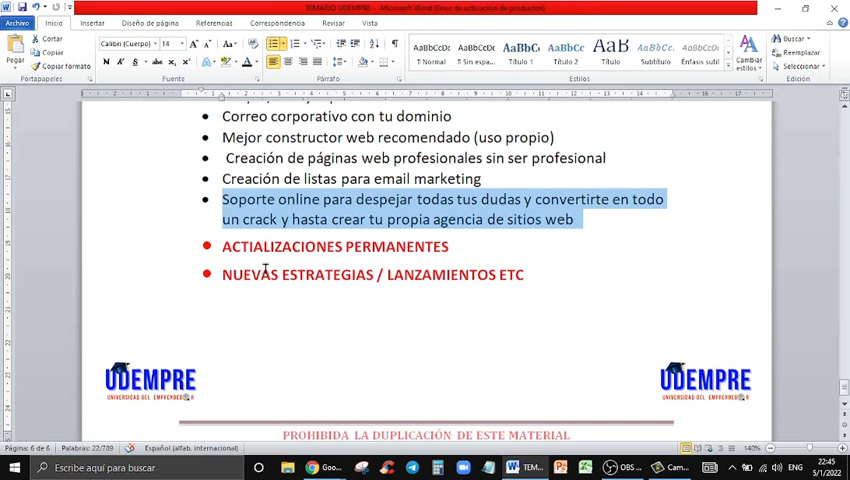 TEMARIO UDEMPRE - Microsoft Word (Error de activación de productos)
Archivo Inicio Insertar Diseño de página Referencias Correspondencia Revisar Vista
Pegar Cortar Copiar Copiar formato Portapapeles
Calibri (Cuerpo) 14 Fuente
Párrafo
AaBbCcDc AaBbCcDc AaBbC AaBbCc AaB AaBbCc. AaBbCcDc
¶ Normal ¶ Sin espa... Título 1 Título 2 Título Subtítulo Énfasis sutil
Cambiar estilos Estilos
Buscar Reemplazar Seleccionar Edición
• Correo corporativo con tu dominio
• Mejor constructor web recomendado (uso propio)
• Creación de páginas web profesionales sin ser profesional
• Creación de listas para email marketing
• Soporte online para despejar todas tus dudas y convertirte en todo
un crack y hasta crear tu propia agencia de sitios web
• ACTIALIZACIONES PERMANENTES
• NUEVAS ESTRATEGIAS / LANZAMIENTOS ETC
UDEMPRE UDEMPRE
UNIVERSIDAD DEL EMPRENDEDOR UNIVERSIDAD DEL EMPRENDEDOR
PROHIBIDA LA DUPLICACIÓN DE ESTE MATERIAL
Página: 6 de 6 Palabras: 22/789 Español (alfab. internacional) 140%
Escribe aquí para buscar Goo... TEM... OBS ... Cam... ENG 22:45
5/1/2022